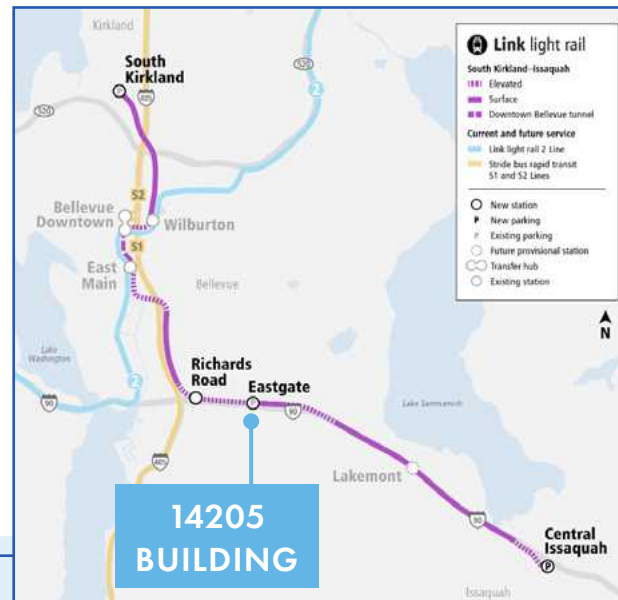 Kirkland
South
Kirkland
P
405
520
520
2
S2
Bellevue
Downtown
Wilburton
S1
East
Main
Bellevue
Lake
Washington
Richards
Road
Eastgate
P
90
2
90
405
Lake Sammamish
14205
BUILDING
Lakemont
90
Central
Issaquah
P
Issaquah
Link light rail
South Kirkland–Issaquah
Elevated
Surface
Downtown Bellevue tunnel
Current and future service
Link light rail 2 Line
Stride bus rapid transit
S1 and S2 Lines
New station
P New parking
P Existing parking
Future provisional station
Transfer hub
Existing station
N